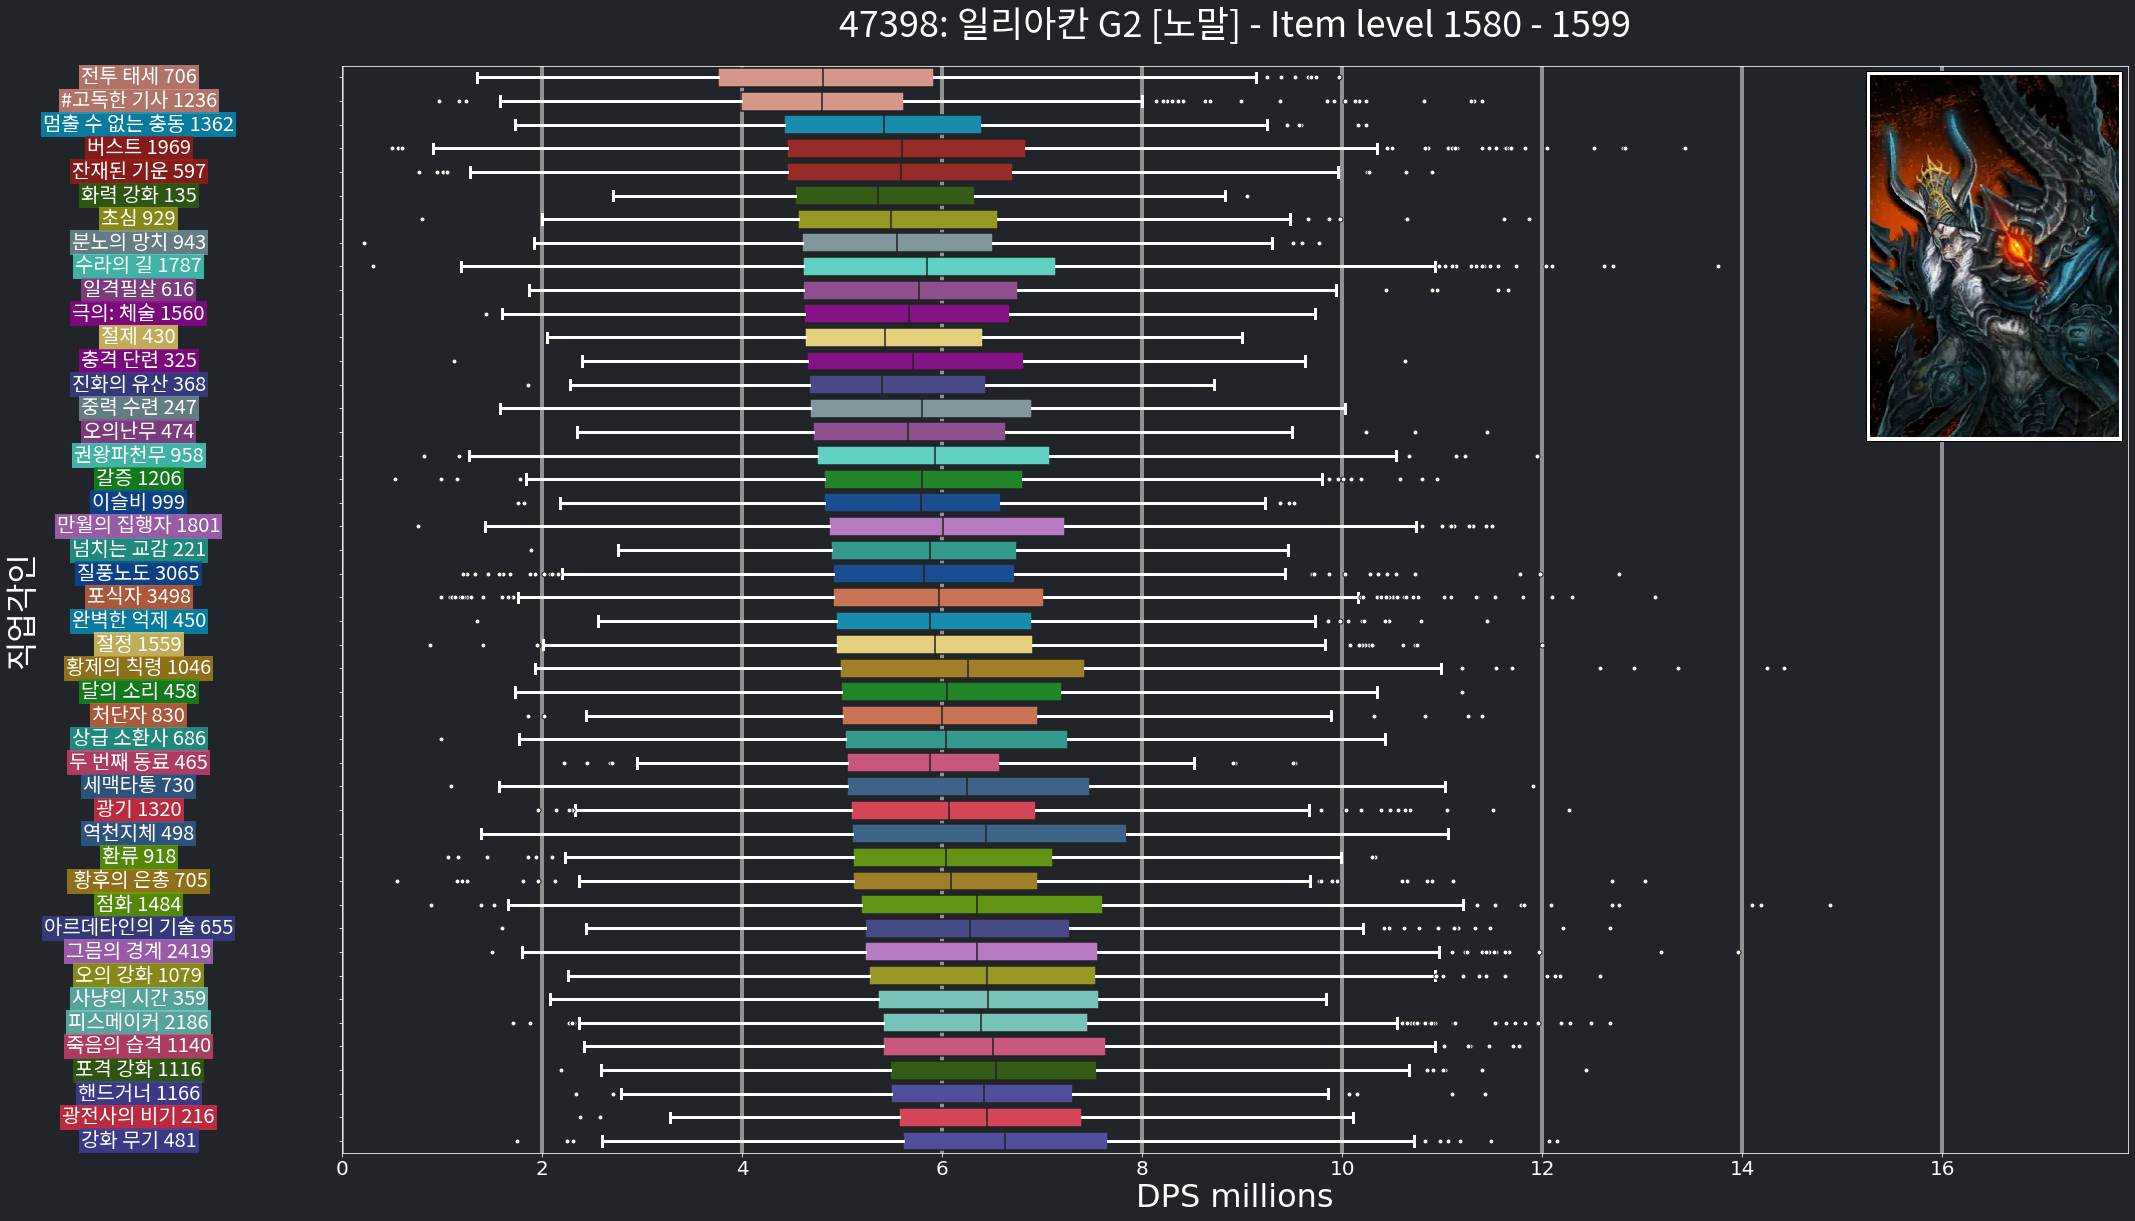 47398: 일리아칸 G2 [노말] - Item level 1580 - 1599
직업각인
전투 태세 706
#고독한 기사 1236
멈출 수 없는 충동 1362
버스트 1969
잔재된 기운 597
화력 강화 135
초심 929
분노의 망치 943
수라의 길 1787
일격필살 616
극의: 체술 1560
절제 430
충격 단련 325
진화의 유산 368
중력 수련 247
오의난무 474
권왕파천무 958
갈증 1206
이슬비 999
만월의 집행자 1801
넘치는 교감 221
질풍노도 3065
포식자 3498
완벽한 억제 450
절정 1559
황제의 칙령 1046
달의 소리 458
처단자 830
상급 소환사 686
두 번째 동료 465
세맥타통 730
광기 1320
역천지체 498
환류 918
황후의 은총 705
점화 1484
아르데타인의 기술 655
그믐의 경계 2419
오의 강화 1079
사냥의 시간 359
피스메이커 2186
죽음의 습격 1140
포격 강화 1116
핸드거너 1166
광전사의 비기 216
강화 무기 481
0 2 4 6 8 10 12 14 16
DPS millions